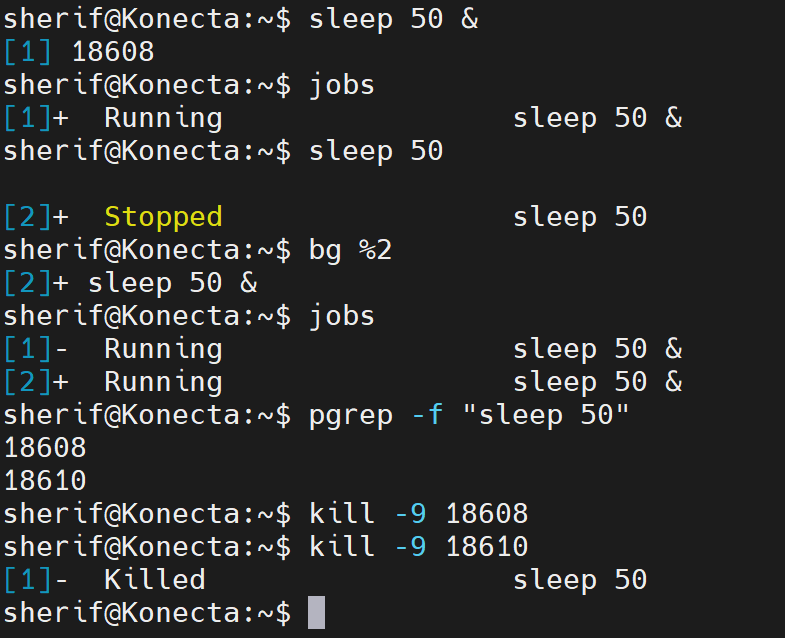 sherif@Konecta:~$ sleep 50 &
[1] 18608
sherif@Konecta:~$ jobs
[1]+  Running                 sleep 50 &
sherif@Konecta:~$ sleep 50
[2]+  Stopped                 sleep 50
sherif@Konecta:~$ bg %2
[2]+ sleep 50 &
sherif@Konecta:~$ jobs
[1]-  Running                 sleep 50 &
[2]+  Running                 sleep 50 &
sherif@Konecta:~$ pgrep -f "sleep 50"
18608
18610
sherif@Konecta:~$ kill -9 18608
sherif@Konecta:~$ kill -9 18610
[1]-  Killed                  sleep 50
sherif@Konecta:~$